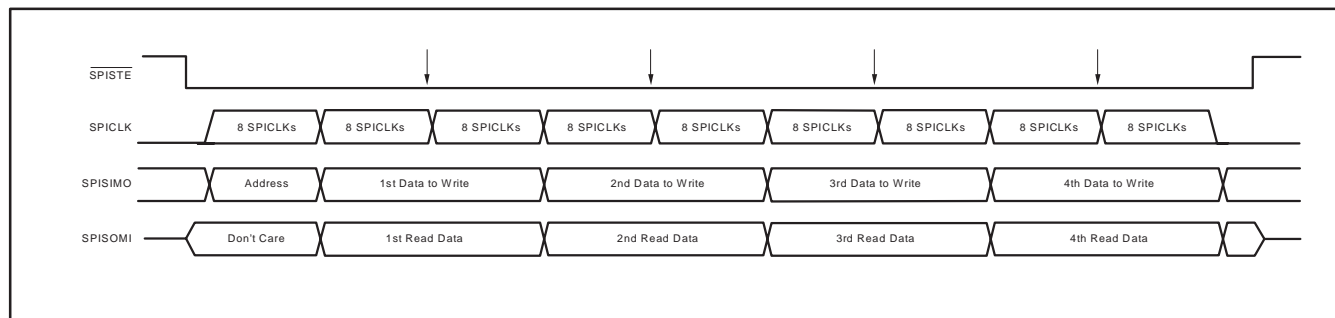 SPISTE
SPICLK
8 SPICLKs 8 SPICLKs 8 SPICLKs 8 SPICLKs 8 SPICLKs 8 SPICLKs 8 SPICLKs 8 SPICLKs 8 SPICLKs
SPISIMO
Address 1st Data to Write 2nd Data to Write 3rd Data to Write 4th Data to Write
SPISOMI
Don't Care 1st Read Data 2nd Read Data 3rd Read Data 4th Read Data